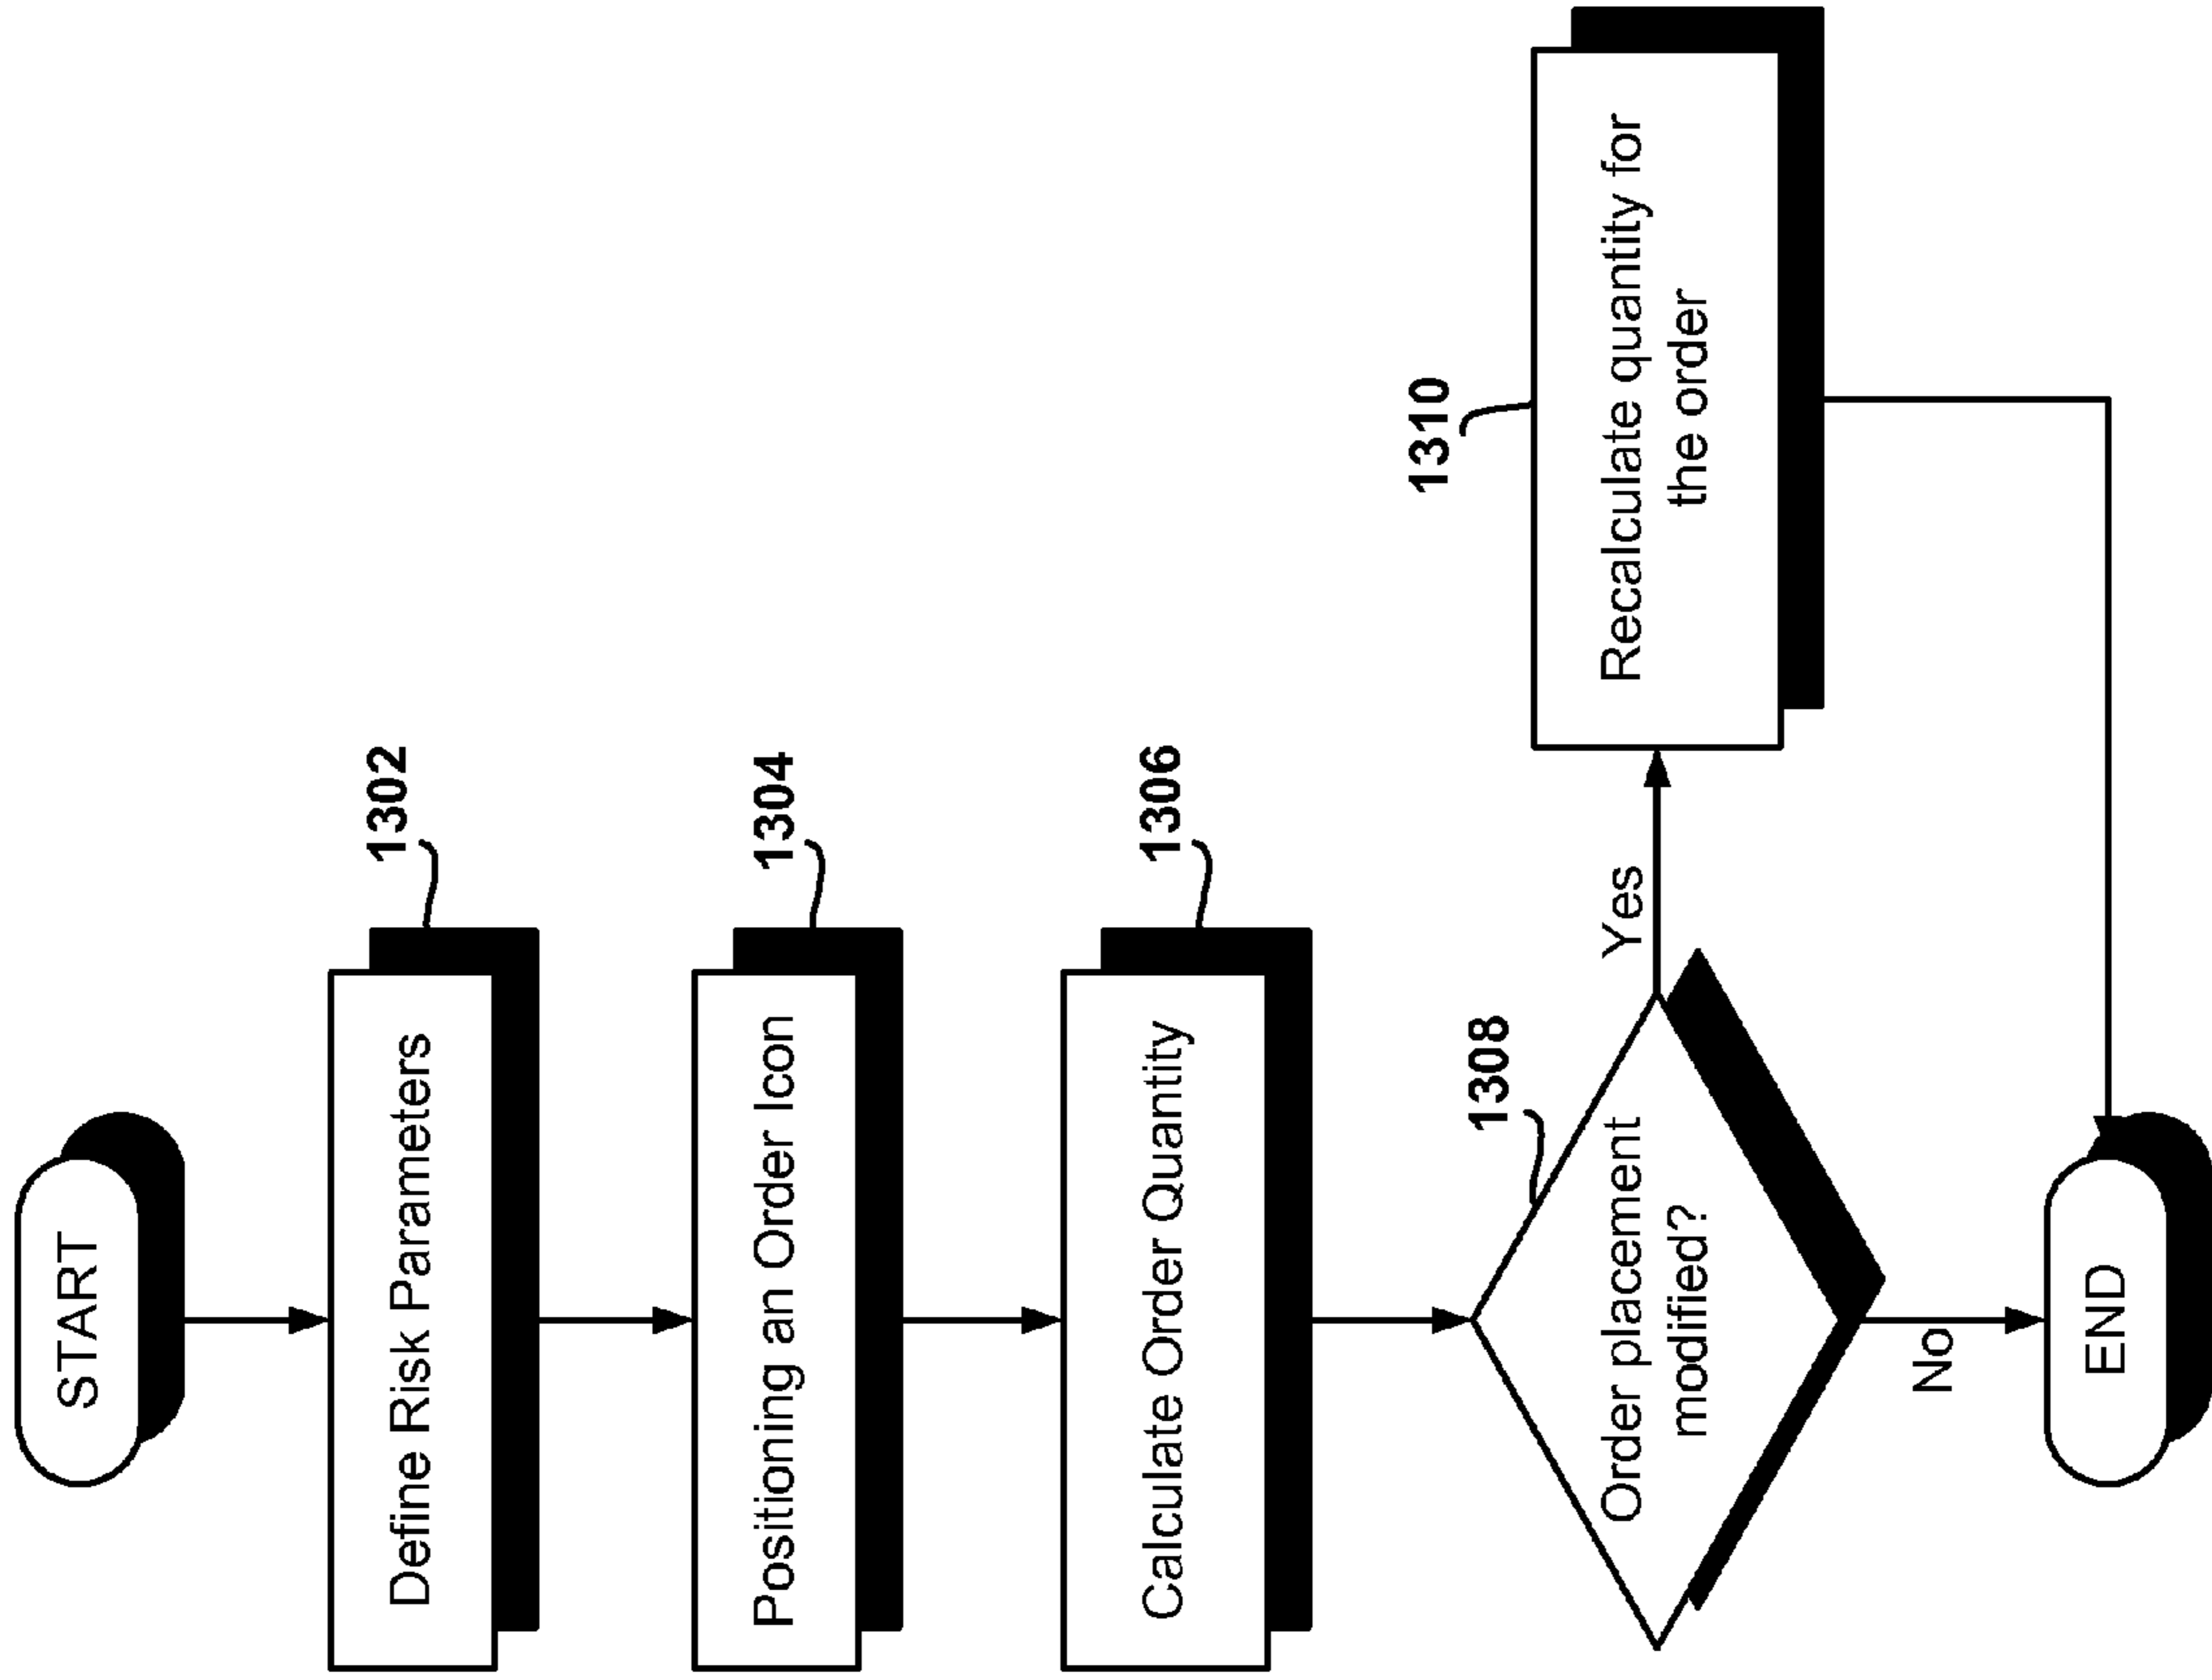 START
1302
Define Risk Parameters
1304
Positioning an Order Icon
1306
Calculate Order Quantity
1308
Order placement
modified?
Yes
1310
Recalculate quantity for
the order
No
END